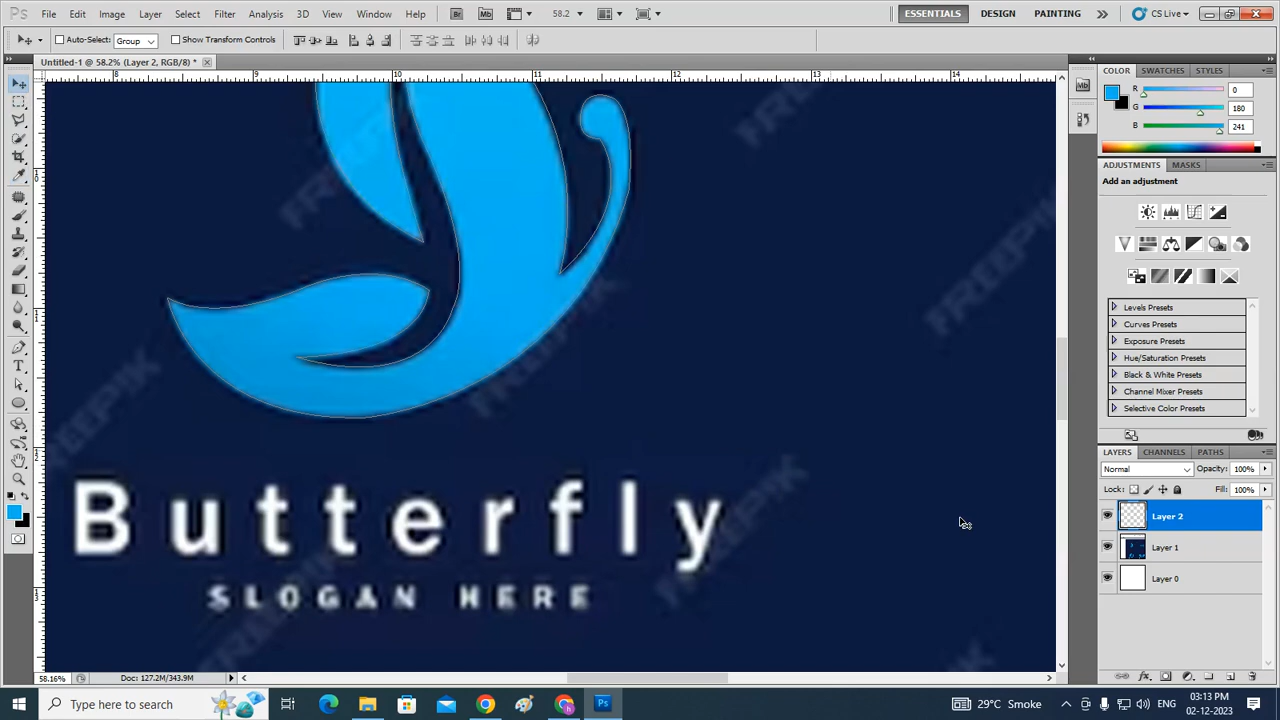 Ps File Edit Image Layer Select Filter Analysis 3D View Window Help Br Mb 58.2 ESSENTIALS DESIGN PAINTING CS Live
Auto-Select: Group Show Transform Controls
Untitled-1 @ 58.2% (Layer 2, RGB/8) *
8 9 10 11 12 13 14
COLOR SWATCHES STYLES
R 0
G 180
B 241
ADJUSTMENTS MASKS
Add an adjustment
Levels Presets
Curves Presets
Exposure Presets
Hue/Saturation Presets
Black & White Presets
Channel Mixer Presets
Selective Color Presets
LAYERS CHANNELS PATHS
Normal Opacity: 100%
Lock: Fill: 100%
Layer 2
Layer 1
Layer 0
FREEPIK
FREEPIK
Butterfly
SLOGAN HERE
58.16% Doc: 127.2M/343.9M
Type here to search
29°C Smoke ENG
03:13 PM
02-12-2023